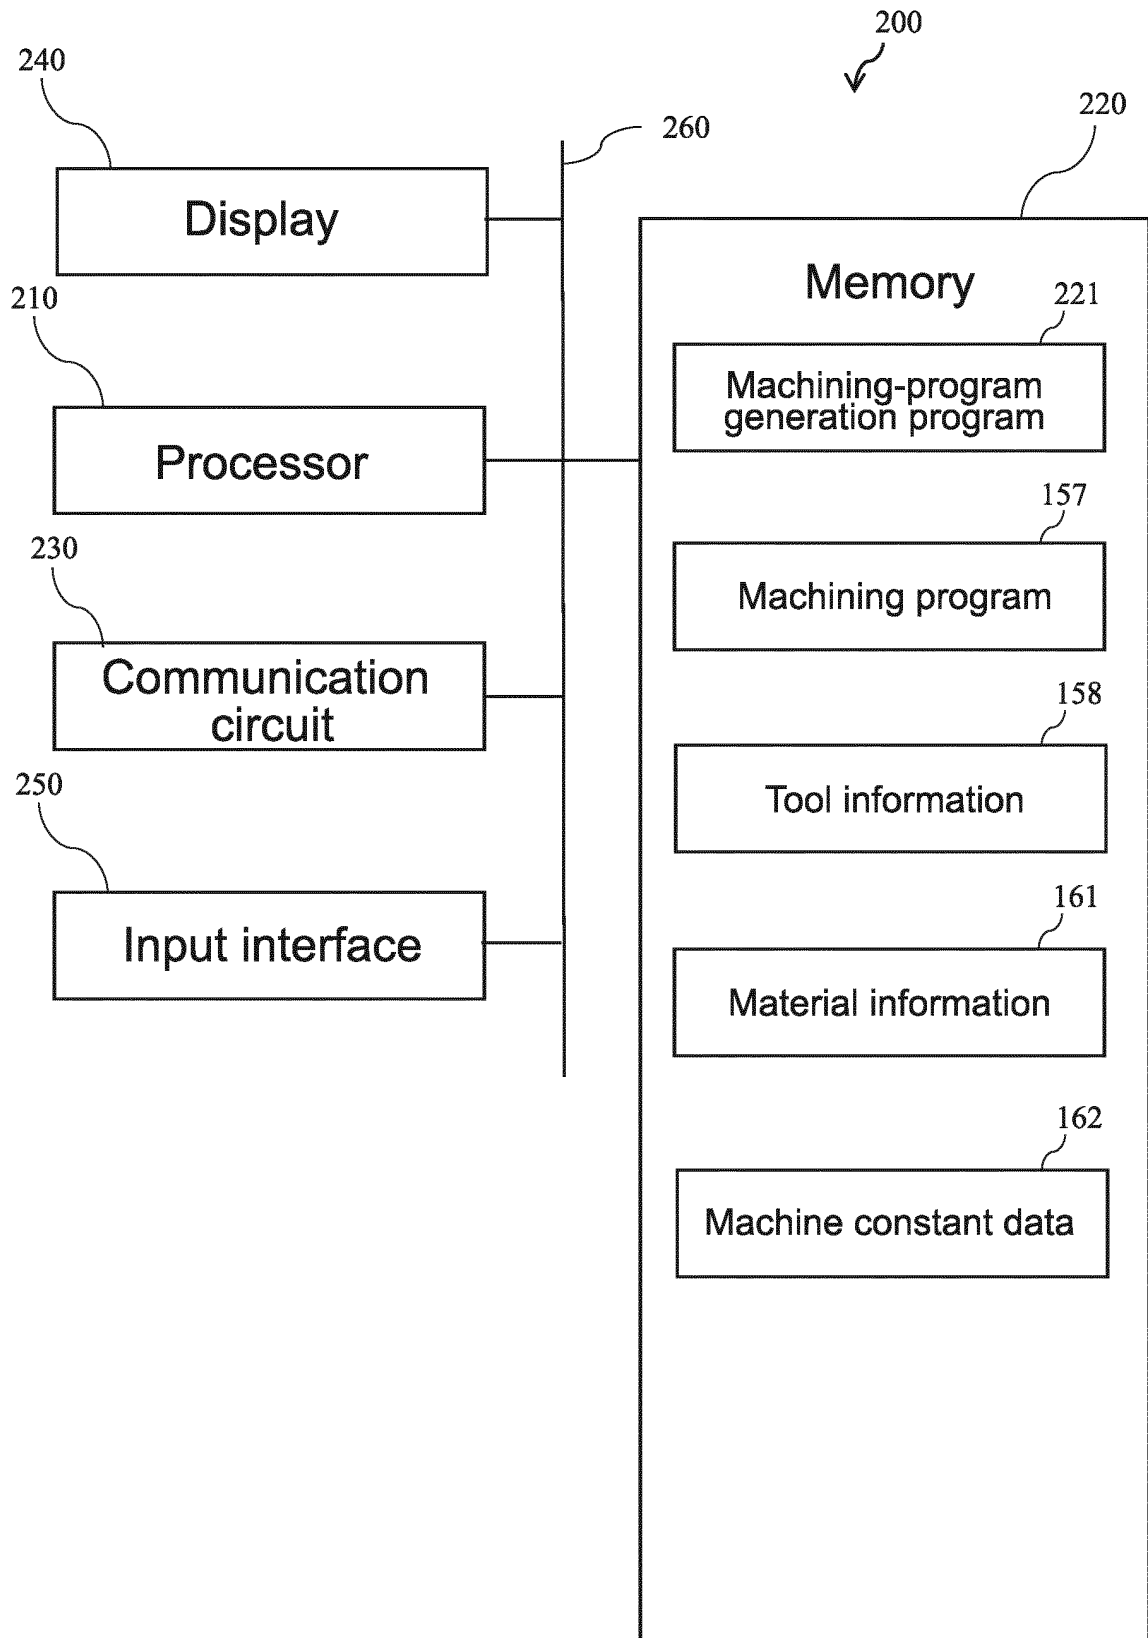 200
240
260
220
Display
Memory
210
221
Machining-program
generation program
Processor
157
230
Machining program
Communication
circuit
158
250
Tool information
161
Input interface
Material information
162
Machine constant data